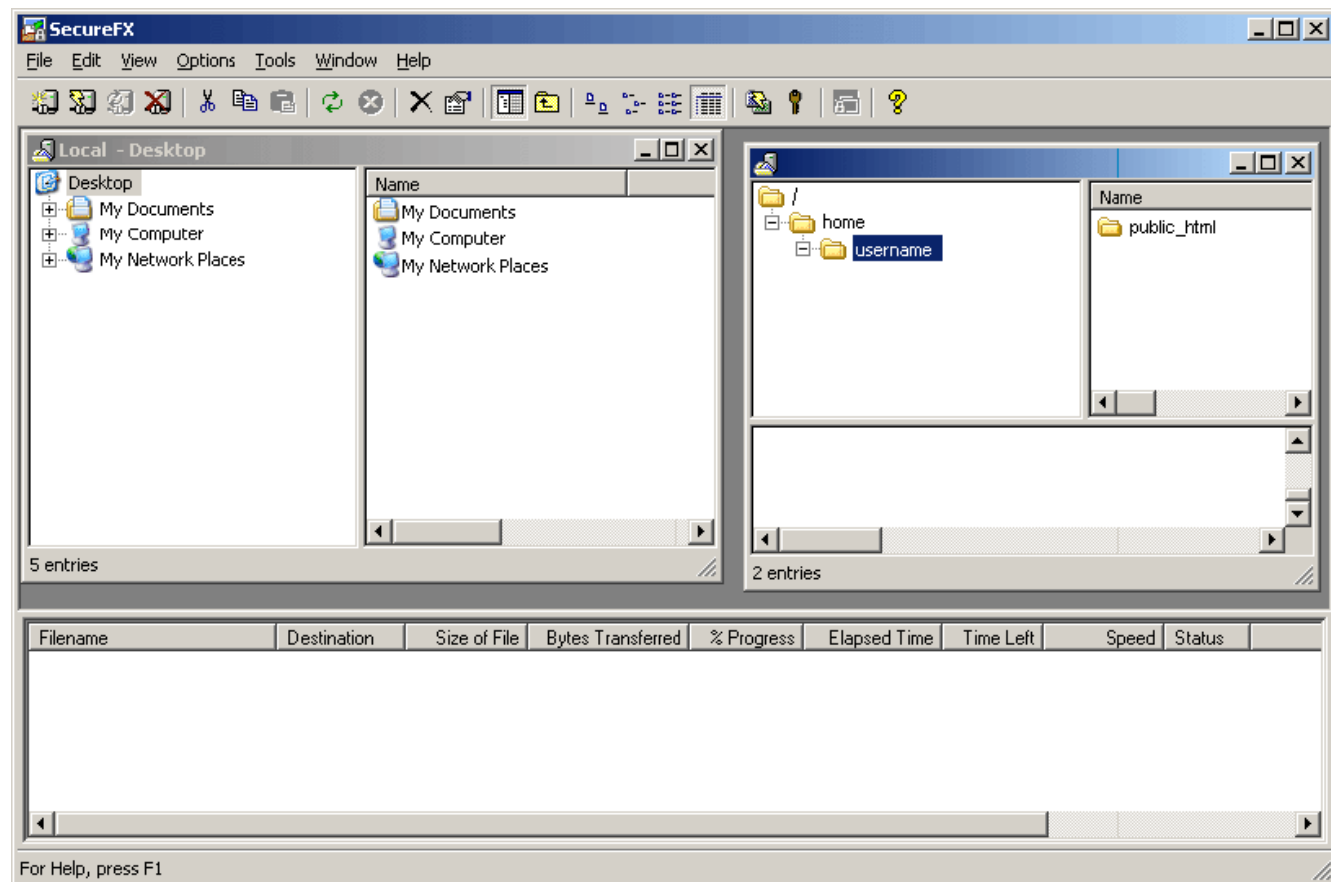 SecureFX
File Edit View Options Tools Window Help
Local - Desktop
Desktop
My Documents
My Computer
My Network Places
Name
My Documents
My Computer
My Network Places
5 entries
/
home
username
Name
public_html
2 entries
Filename Destination Size of File Bytes Transferred % Progress Elapsed Time Time Left Speed Status
For Help, press F1